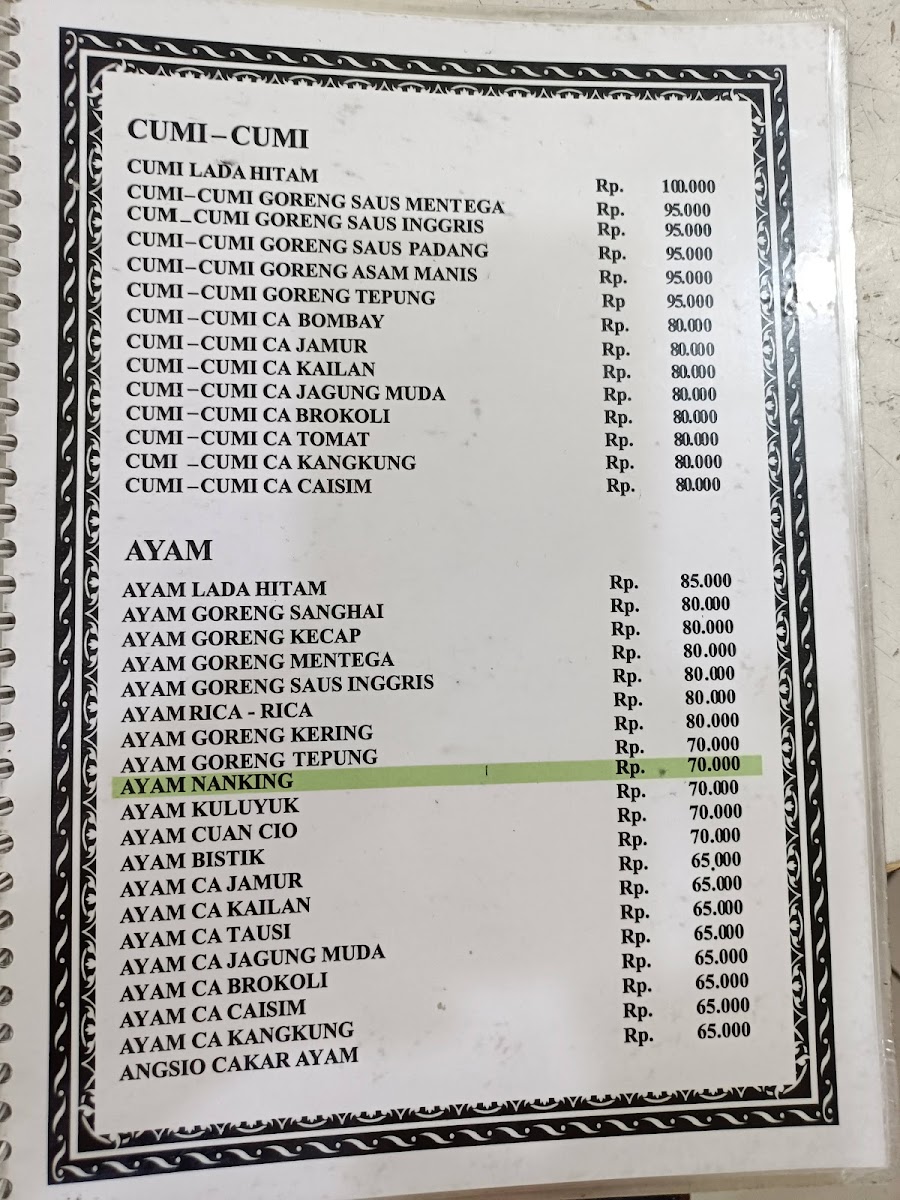 CUMI–CUMI
CUMI LADA HITAM Rp. 100.000
CUMI–CUMI GORENG SAUS MENTEGA Rp. 95.000
CUM–CUMI GORENG SAUS INGGRIS Rp. 95.000
CUMI–CUMI GORENG SAUS PADANG Rp. 95.000
CUMI–CUMI GORENG ASAM MANIS Rp. 95.000
CUMI–CUMI GORENG TEPUNG Rp 95.000
CUMI–CUMI CA BOMBAY Rp. 80.000
CUMI–CUMI CA JAMUR Rp. 80.000
CUMI–CUMI CA KAILAN Rp. 80.000
CUMI–CUMI CA JAGUNG MUDA Rp. 80.000
CUMI–CUMI CA BROKOLI Rp. 80.000
CUMI–CUMI CA TOMAT Rp. 80.000
CUMI –CUMI CA KANGKUNG Rp. 80.000
CUMI–CUMI CA CAISIM Rp. 80.000
AYAM
AYAM LADA HITAM Rp. 85.000
AYAM GORENG SANGHAI Rp. 80.000
AYAM GORENG KECAP Rp. 80.000
AYAM GORENG MENTEGA Rp. 80.000
AYAM GORENG SAUS INGGRIS Rp. 80.000
AYAM RICA - RICA Rp. 80.000
AYAM GORENG KERING Rp. 80.000
AYAM GORENG TEPUNG Rp. 70.000
AYAM NANKING Rp. 70.000
AYAM KULUYUK Rp. 70.000
AYAM CUAN CIO Rp. 70.000
AYAM BISTIK Rp. 70.000
AYAM CA JAMUR Rp. 65.000
AYAM CA KAILAN Rp. 65.000
AYAM CA TAUSI Rp. 65.000
AYAM CA JAGUNG MUDA Rp. 65.000
AYAM CA BROKOLI Rp. 65.000
AYAM CA CAISIM Rp. 65.000
AYAM CA KANGKUNG Rp. 65.000
ANGSIO CAKAR AYAM Rp. 65.000